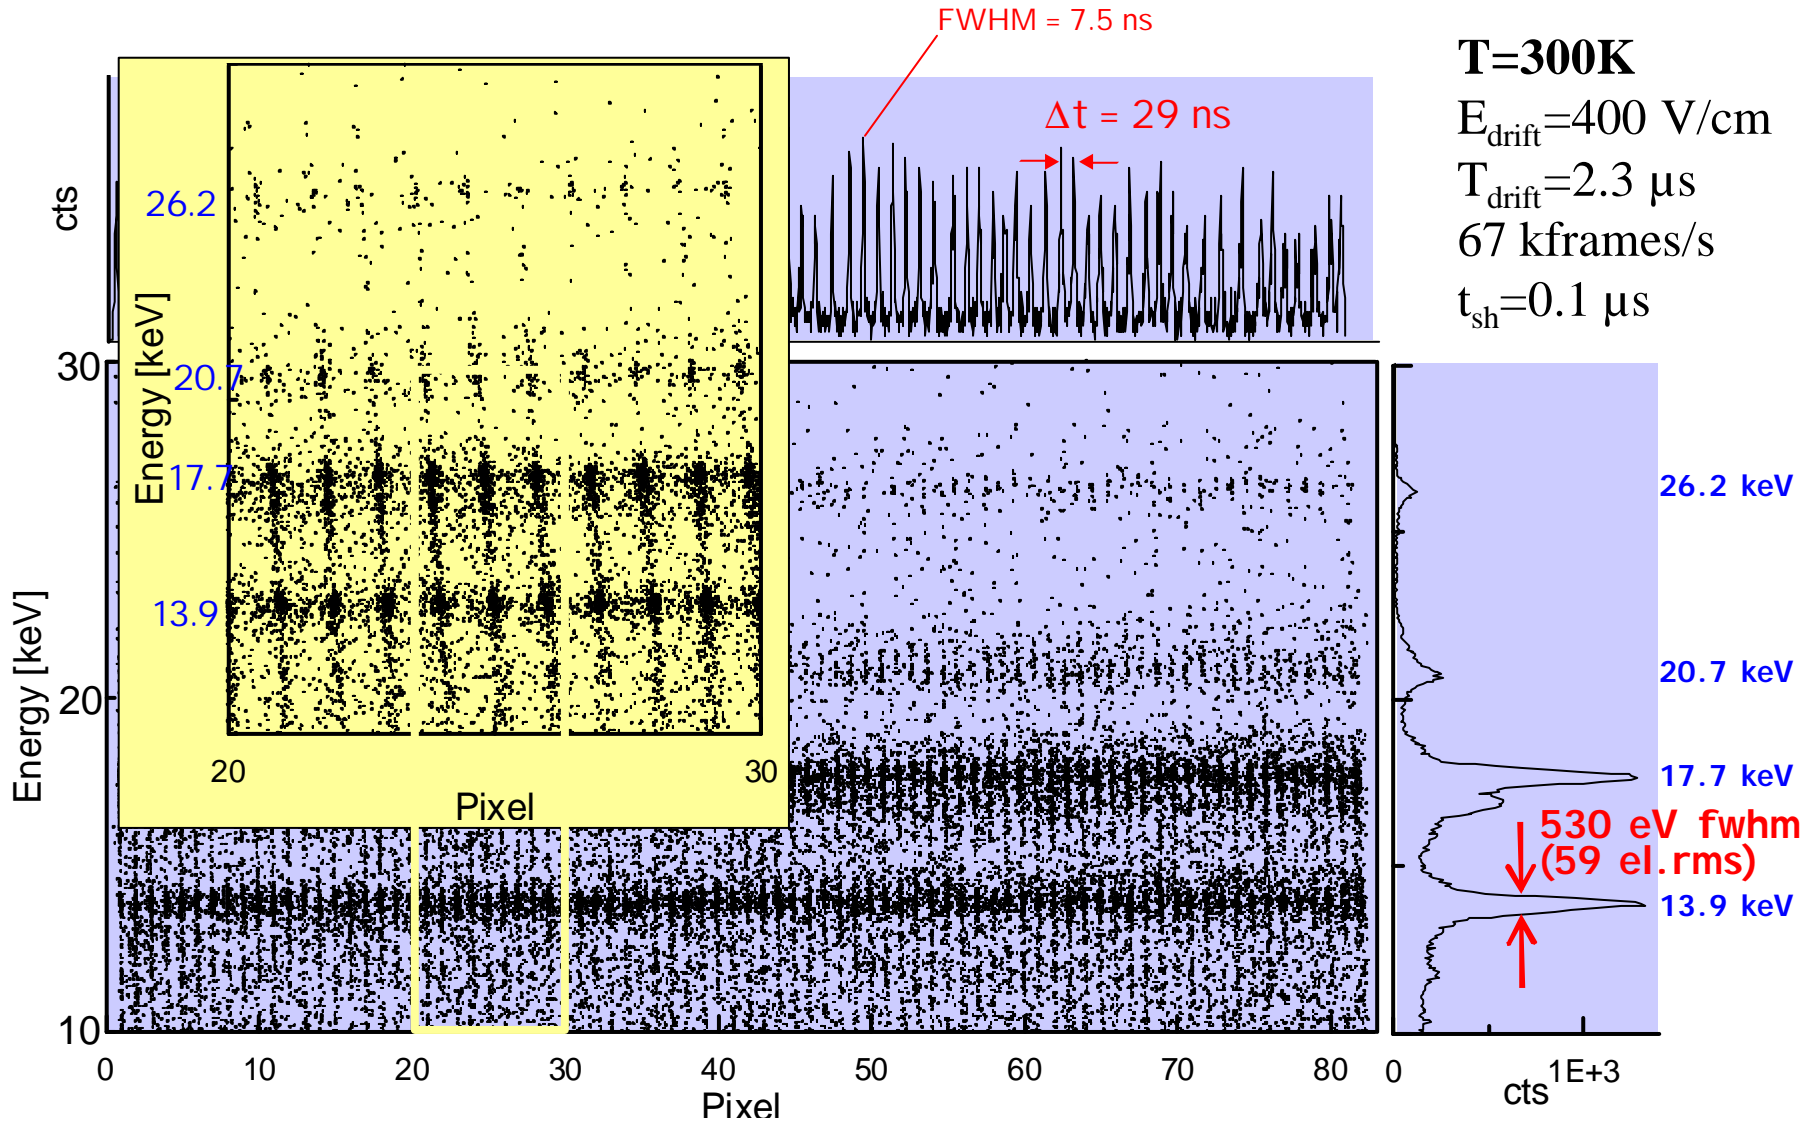 FWHM = 7.5 ns
Δt = 29 ns
T=300K
E_drift=400 V/cm
T_drift=2.3 µs
67 kframes/s
t_sh=0.1 µs
cts
26.2
20.7
17.7
13.9
Energy [keV]
20 30
Pixel
30
20
10
Energy [keV]
0 10 20 30 40 50 60 70 80
Pixel
26.2 keV
20.7 keV
17.7 keV
530 eV fwhm
(59 el.rms)
13.9 keV
0 1E+3
cts